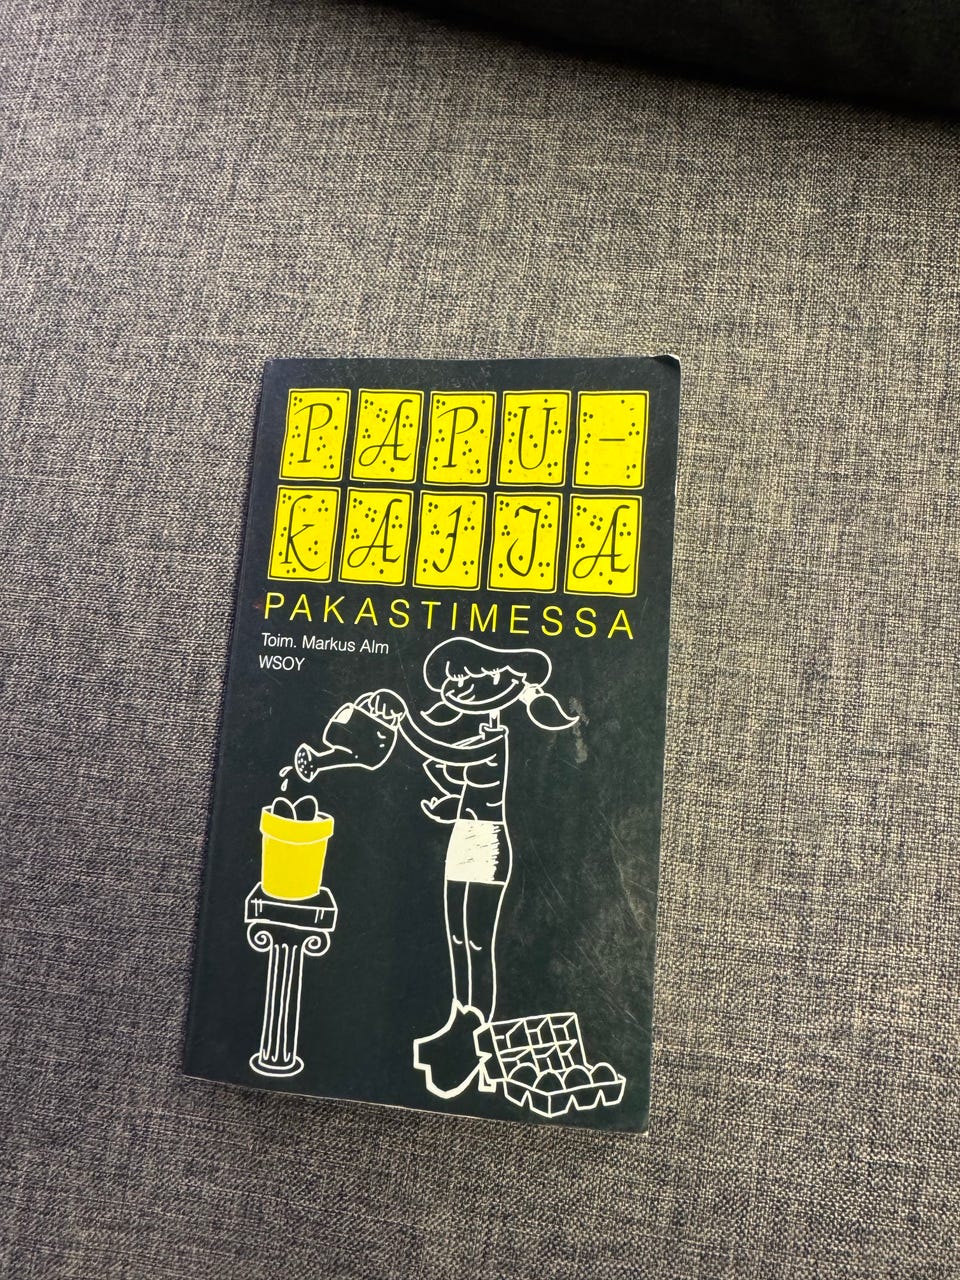 PAPU-
KAIJA
PAKASTIMESSA
Toim. Markus Alm
WSOY